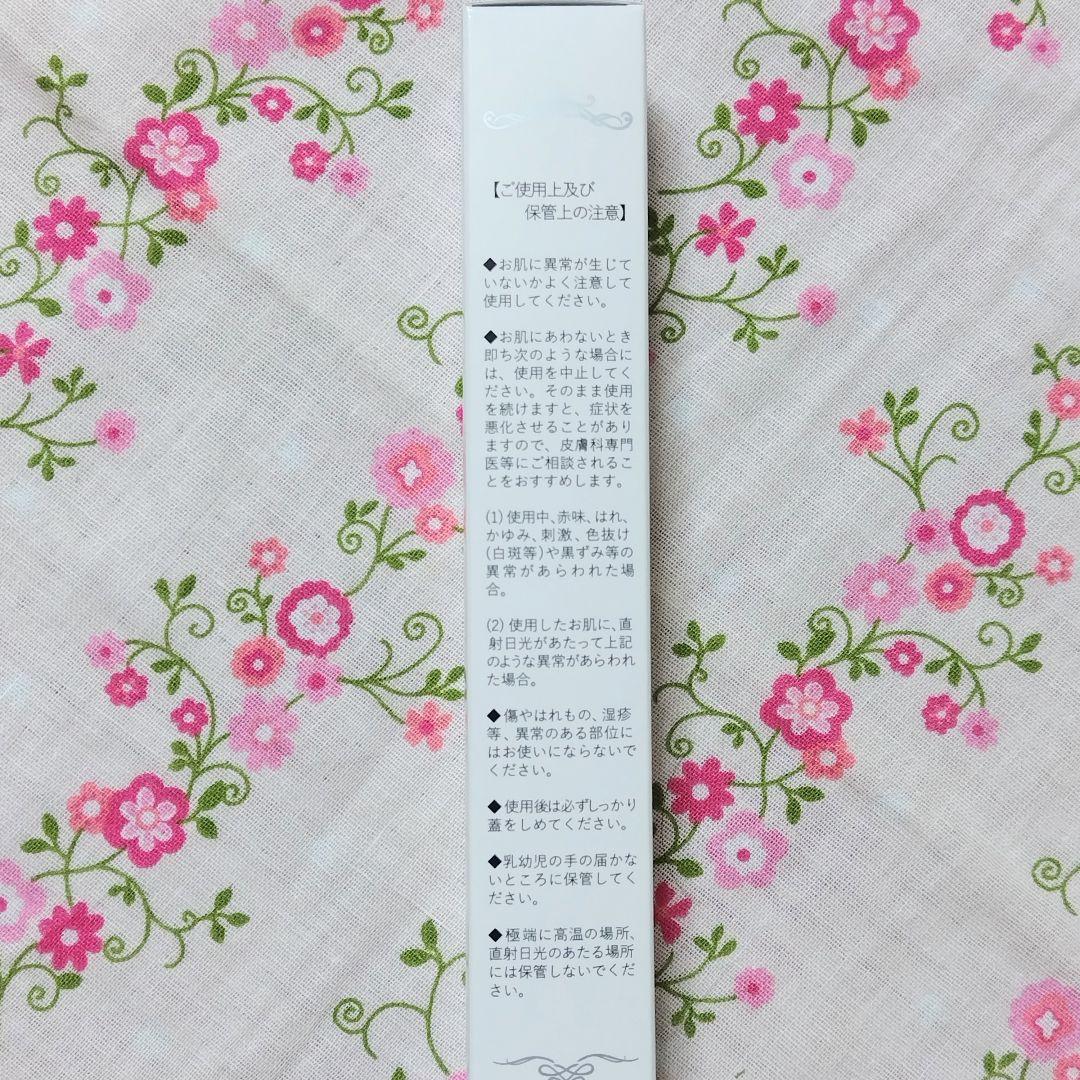 【ご使用上及び
保管上の注意】
◆お肌に異常が生じて
いないかよく注意して
使用してください。
◆お肌にあわないとき
即ち次のような場合に
は、使用を中止してく
ださい。そのまま使用
を続けますと、症状を
悪化させることがあり
ますので、皮膚科専門
医等にご相談されるこ
とをおすすめします。
(1) 使用中、赤味、はれ、
かゆみ、刺激、色抜け
(白斑等)や黒ずみ等の
異常があらわれた場
合。
(2) 使用したお肌に、直
射日光があたって上記
のような異常があらわれ
た場合。
◆傷やはれもの、湿疹
等、異常のある部位に
はお使いにならないで
ください。
◆使用後は必ずしっかり
蓋をしめてください。
◆乳幼児の手の届かな
いところに保管してく
ださい。
◆極端に高温の場所、
直射日光のあたる場所
には保管しないでくだ
さい。